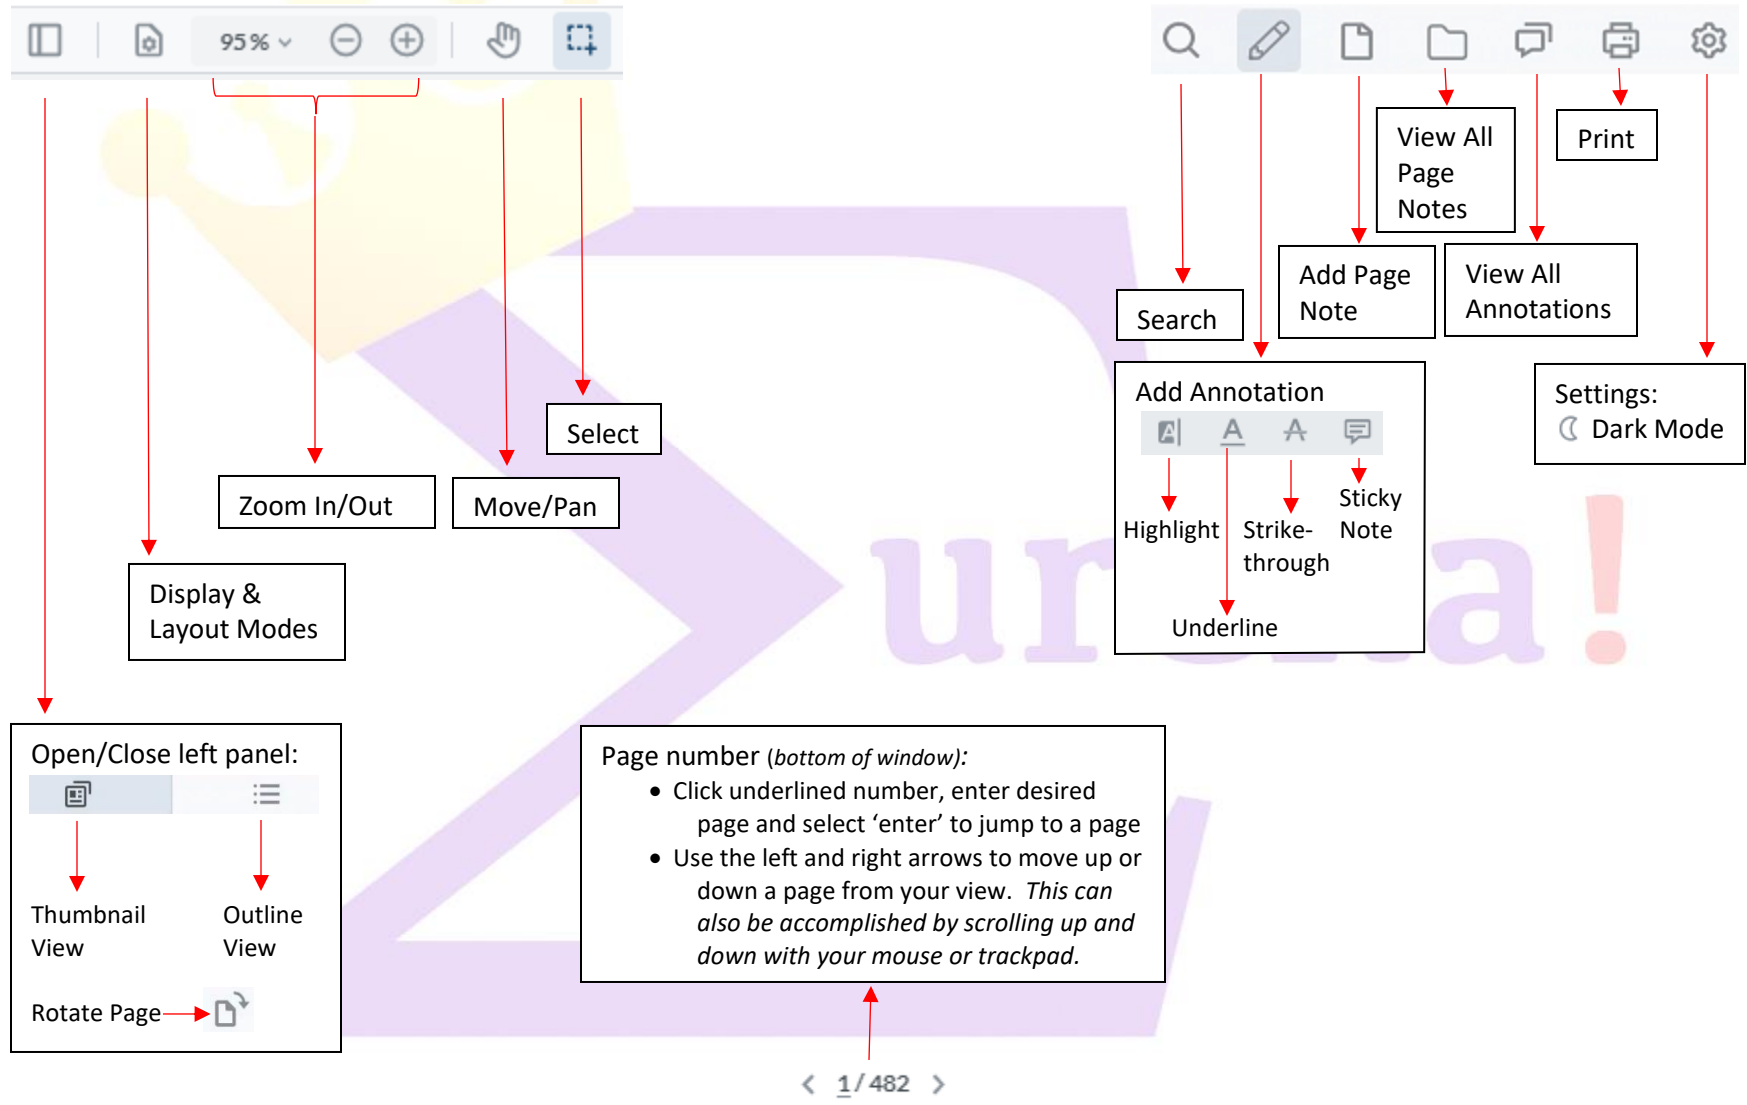 95%
View All
Page
Notes
Print
Add Page
Note
View All
Annotations
Search
Add Annotation
A
A
A
Highlight
Strike-
through
Sticky
Note
Underline
Settings:
Dark Mode
Select
Zoom In/Out
Move/Pan
Display &
Layout Modes
ur
a!
Open/Close left panel:
Thumbnail
View
Outline
View
Rotate Page
Page number (bottom of window):
• Click underlined number, enter desired
page and select ‘enter’ to jump to a page
• Use the left and right arrows to move up or
down a page from your view. This can
also be accomplished by scrolling up and
down with your mouse or trackpad.
< 1/482 >